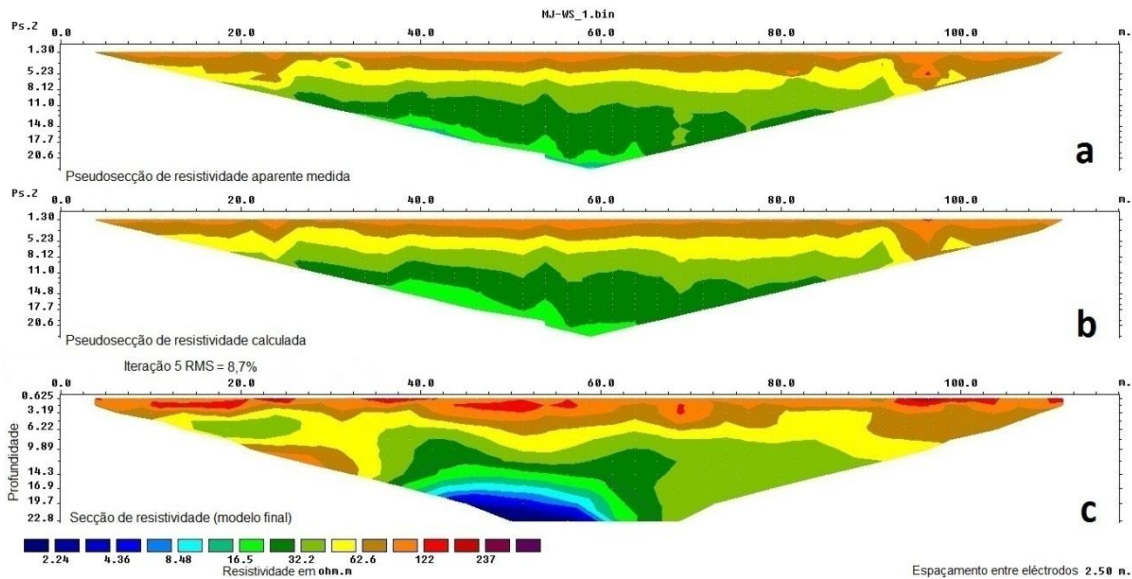 MJ-WS_1.bin
Ps.Z 0.0 20.0 40.0 60.0 80.0 100.0 m.
1.30
5.23
8.12
11.0
14.8
17.7
20.6
a
Pseudosecção de resistividade aparente medida
Ps.Z 0.0 20.0 40.0 60.0 80.0 100.0 m.
1.30
5.23
8.12
11.0
14.8
17.7
20.6
b
Pseudosecção de resistividade calculada
Iteração 5 RMS = 8,7%
0.0 20.0 40.0 60.0 80.0 100.0 m.
0.625
3.19
6.22
9.89
14.3
16.9
19.7
22.8
Profundidade
c
Secção de resistividade (modelo final)
2.24 4.36 8.48 16.5 32.2 62.6 122 237
Resistividade em ohm.m
Espaçamento entre eléctrodos 2.50 m.